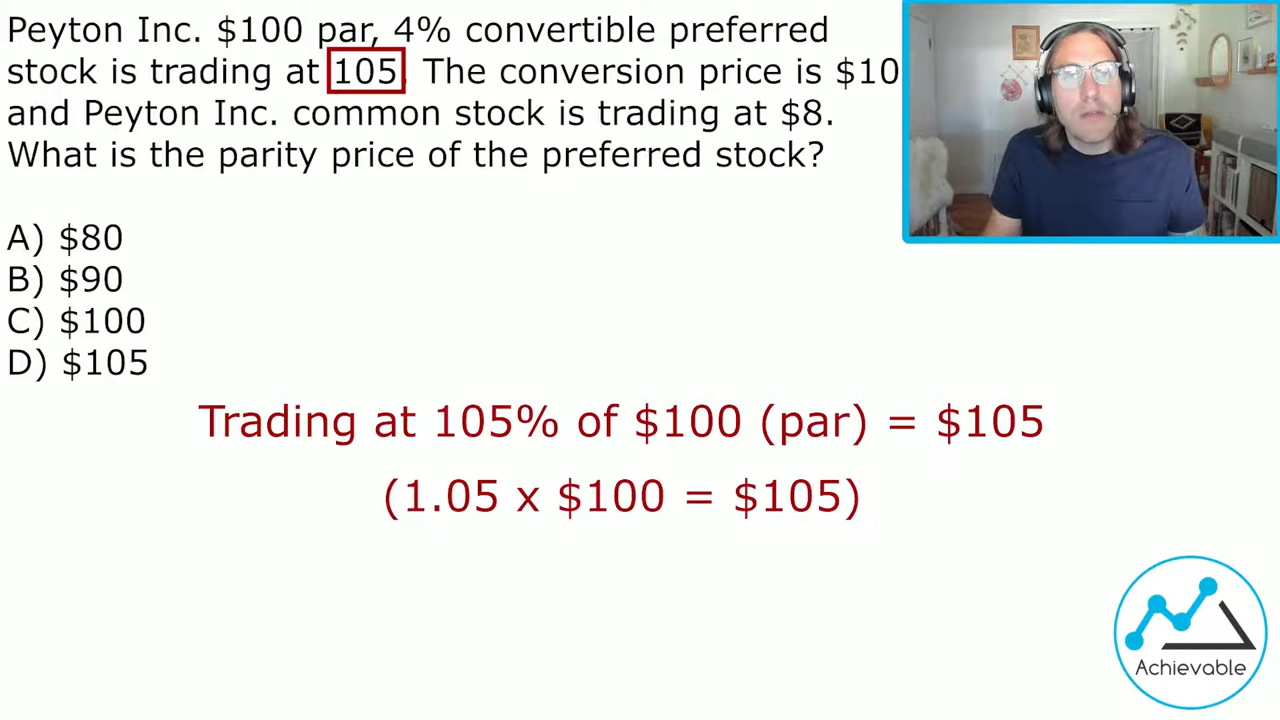 Peyton Inc. $100 par, 4% convertible preferred
stock is trading at 105. The conversion price is $10
and Peyton Inc. common stock is trading at $8.
What is the parity price of the preferred stock?
A) $80
B) $90
C) $100
D) $105
Trading at 105% of $100 (par) = $105
(1.05 x $100 = $105)
Achievable